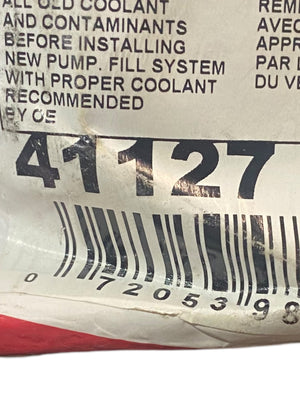 ALL OLD COOLANT
AND CONTAMINANTS
BEFORE INSTALLING
NEW PUMP. FILL SYSTEM
WITH PROPER COOLANT
RECOMMENDED
BY OE
REM
AVEC
APPR
PAR L
DU VE
41127
0 72053 98